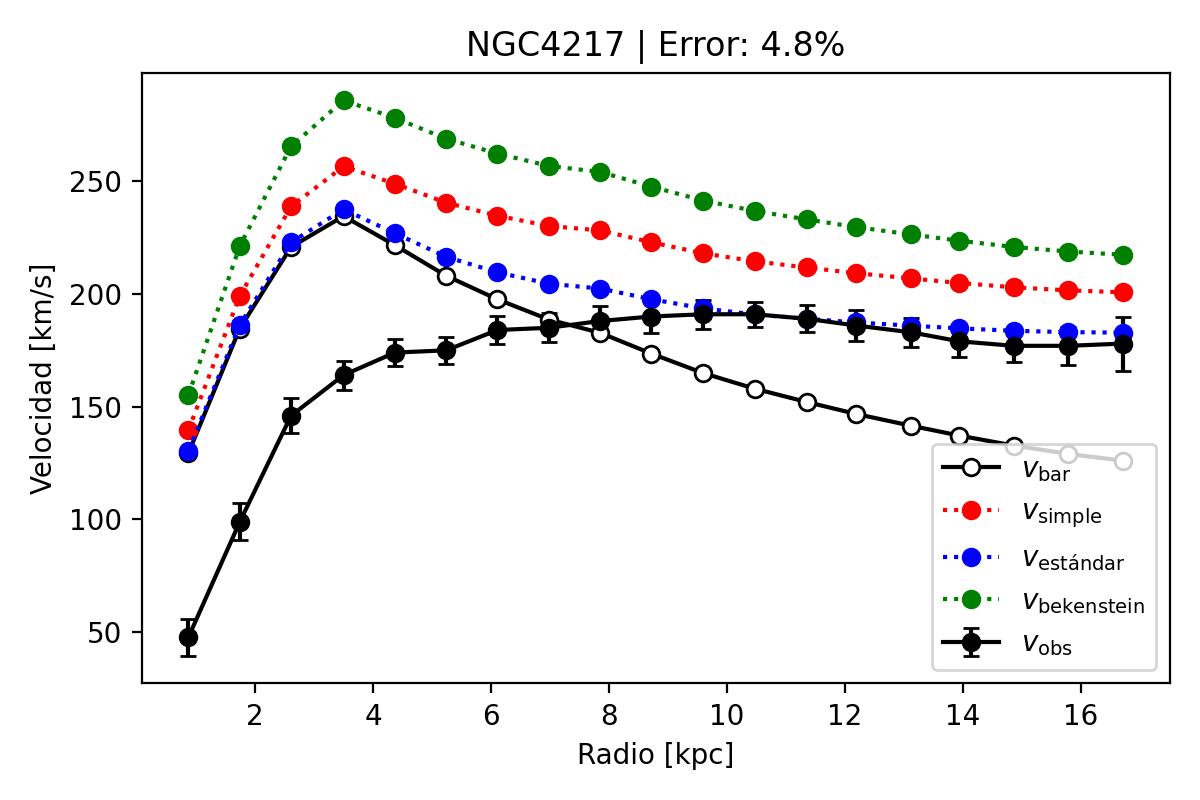 NGC4217 | Error: 4.8%
Velocidad [km/s]
250
200
150
100
50
v_bar
v_simple
v_estándar
v_bekenstein
v_obs
2 4 6 8 10 12 14 16
Radio [kpc]